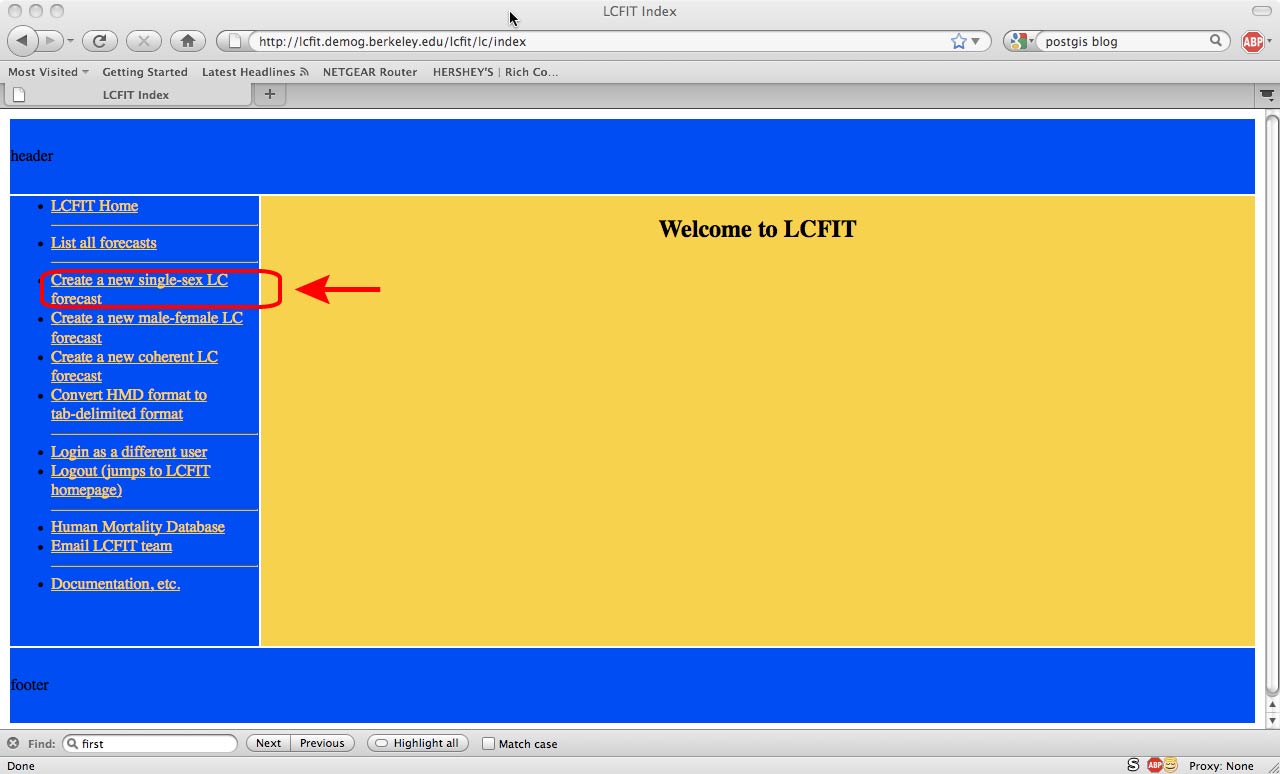 LCFIT Index
http://lcfit.demog.berkeley.edu/lcfit/lc/index
postgis blog
ABP
Most Visited Getting Started Latest Headlines NETGEAR Router HERSHEY'S | Rich Co...
LCFIT Index
header
LCFIT Home
List all forecasts
Create a new single-sex LC
forecast
Create a new male-female LC
forecast
Create a new coherent LC
forecast
Convert HMD format to
tab-delimited format
Login as a different user
Logout (jumps to LCFIT
homepage)
Human Mortality Database
Email LCFIT team
Documentation, etc.
Welcome to LCFIT
footer
Find: first Next Previous Highlight all Match case
Done S ABP Proxy: None